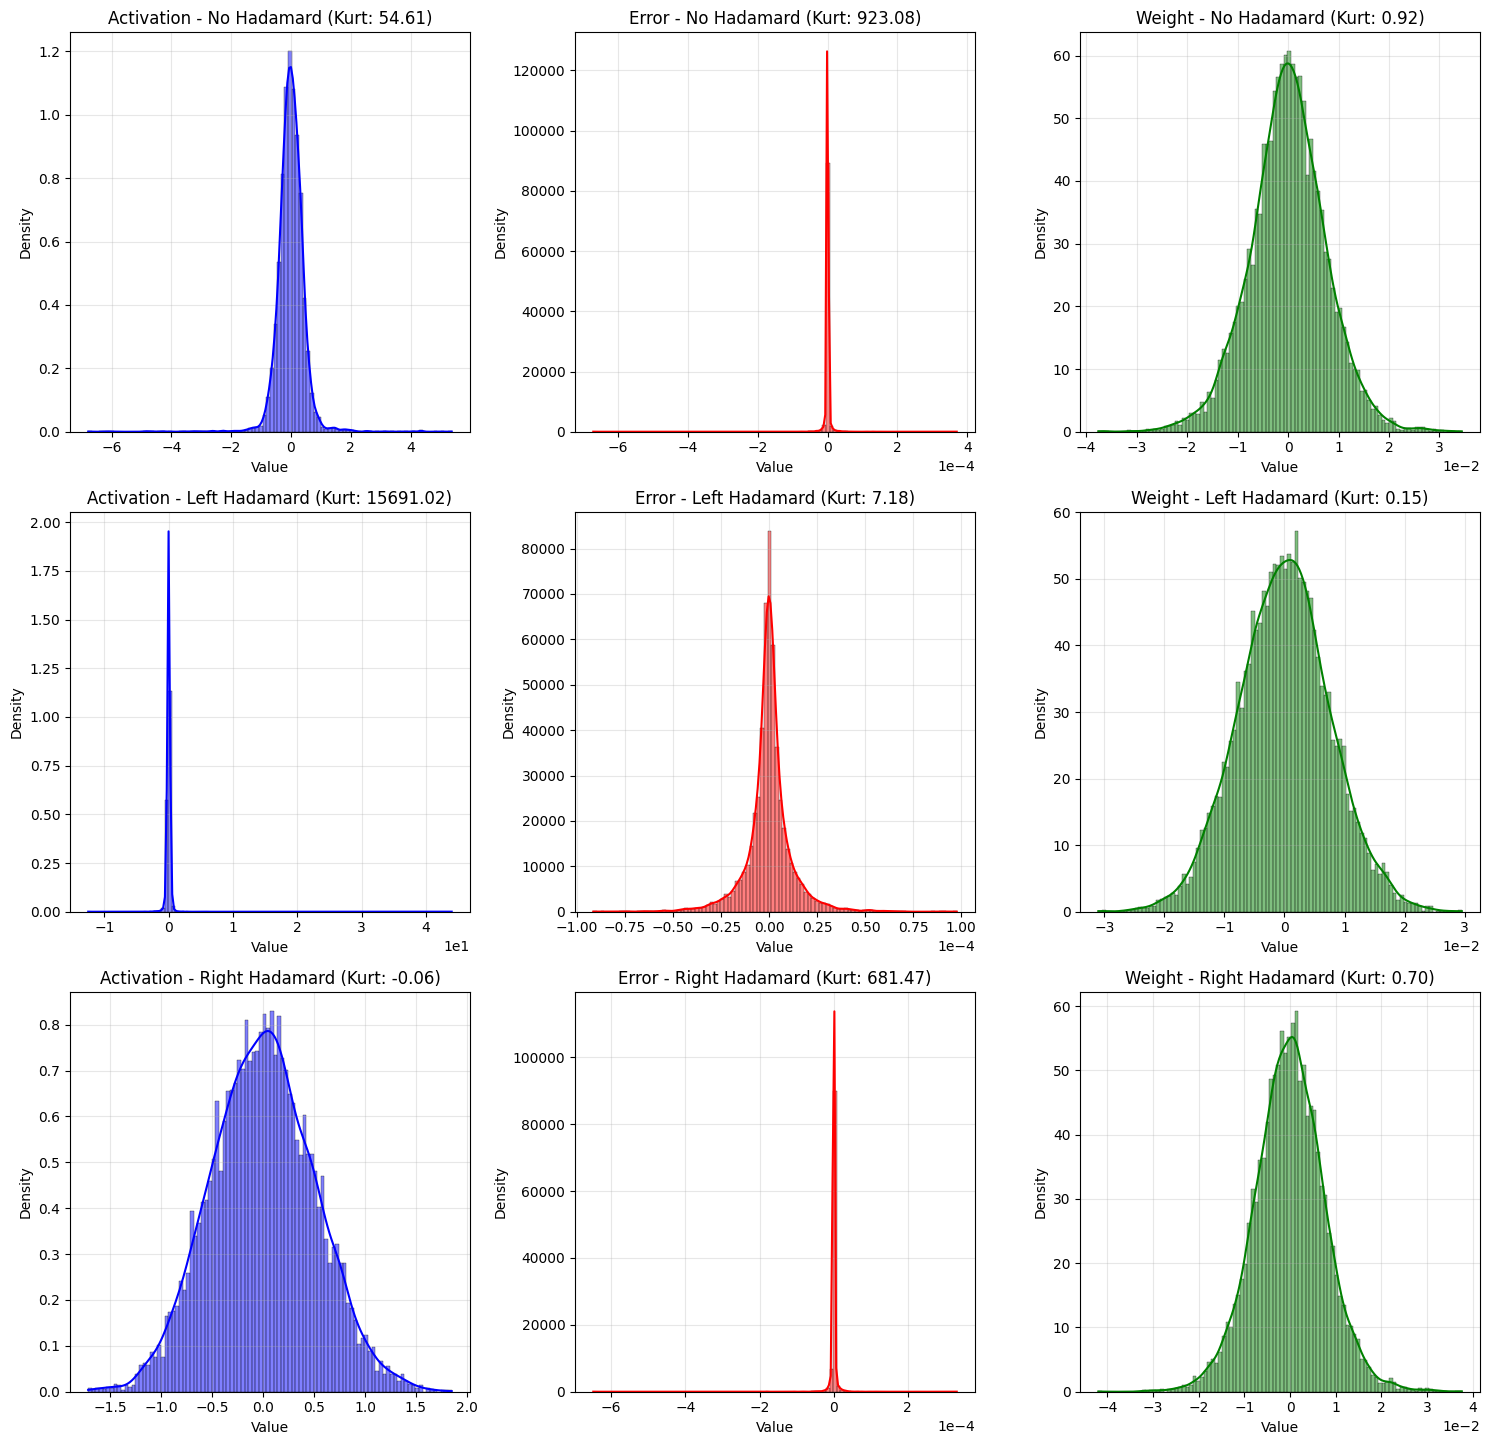 Activation - No Hadamard (Kurt: 54.61)
Density
1.2
1.0
0.8
0.6
0.4
0.2
0.0
−6 −4 −2 0 2 4
Value
Error - No Hadamard (Kurt: 923.08)
Density
120000
100000
80000
60000
40000
20000
0
−6 −4 −2 0 2 4
Value
1e−4
Weight - No Hadamard (Kurt: 0.92)
Density
60
50
40
30
20
10
0
−4 −3 −2 −1 0 1 2 3
Value
1e−2
Activation - Left Hadamard (Kurt: 15691.02)
Density
2.00
1.75
1.50
1.25
1.00
0.75
0.50
0.25
0.00
−1 0 1 2 3 4
Value
1e1
Error - Left Hadamard (Kurt: 7.18)
Density
80000
70000
60000
50000
40000
30000
20000
10000
0
−1.00 −0.75 −0.50 −0.25 0.00 0.25 0.50 0.75 1.00
Value
1e−4
Weight - Left Hadamard (Kurt: 0.15)
Density
60
50
40
30
20
10
0
−3 −2 −1 0 1 2 3
Value
1e−2
Activation - Right Hadamard (Kurt: -0.06)
Density
0.8
0.7
0.6
0.5
0.4
0.3
0.2
0.1
0.0
−1.5 −1.0 −0.5 0.0 0.5 1.0 1.5 2.0
Value
Error - Right Hadamard (Kurt: 681.47)
Density
100000
80000
60000
40000
20000
0
−6 −4 −2 0 2
Value
1e−4
Weight - Right Hadamard (Kurt: 0.70)
Density
60
50
40
30
20
10
0
−4 −3 −2 −1 0 1 2 3 4
Value
1e−2